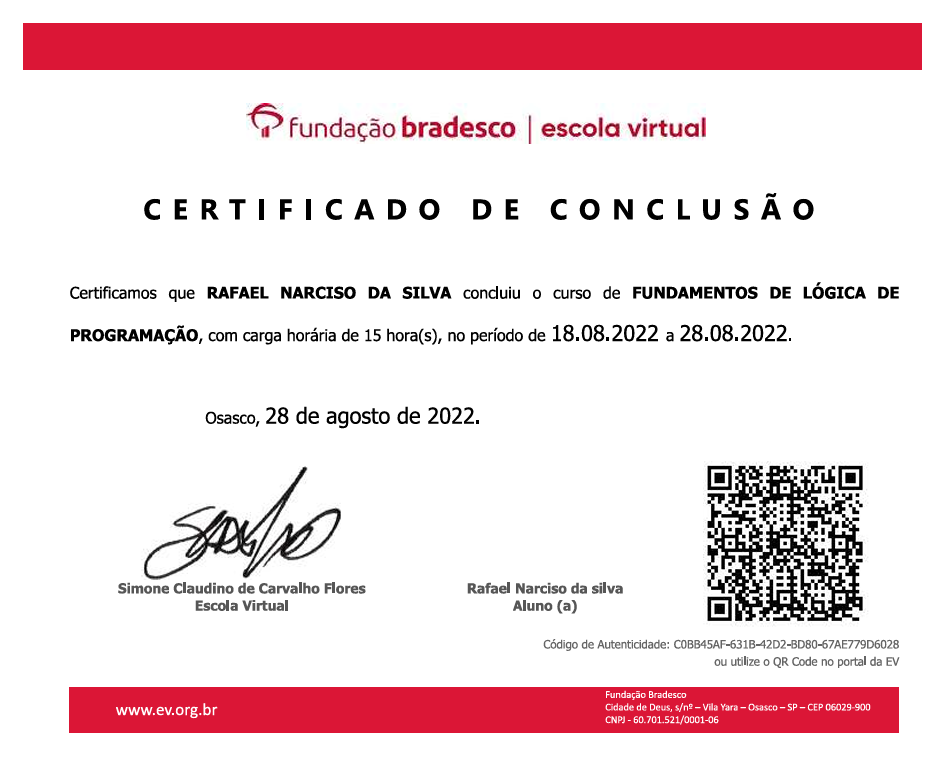 fundação bradesco | escola virtual
CERTIFICADO DE CONCLUSÃO
Certificamos que RAFAEL NARCISO DA SILVA concluiu o curso de FUNDAMENTOS DE LÓGICA DE
PROGRAMAÇÃO, com carga horária de 15 hora(s), no período de 18.08.2022 a 28.08.2022.
Osasco, 28 de agosto de 2022.
Simone Claudino de Carvalho Flores
Escola Virtual
Rafael Narciso da silva
Aluno (a)
Código de Autenticidade: C0BB45AF-631B-42D2-BD80-67AE779D6028
ou utilize o QR Code no portal da EV
www.ev.org.br
Fundação Bradesco
Cidade de Deus, s/nº – Vila Yara – Osasco – SP – CEP 06029-900
CNPJ - 60.701.521/0001-06